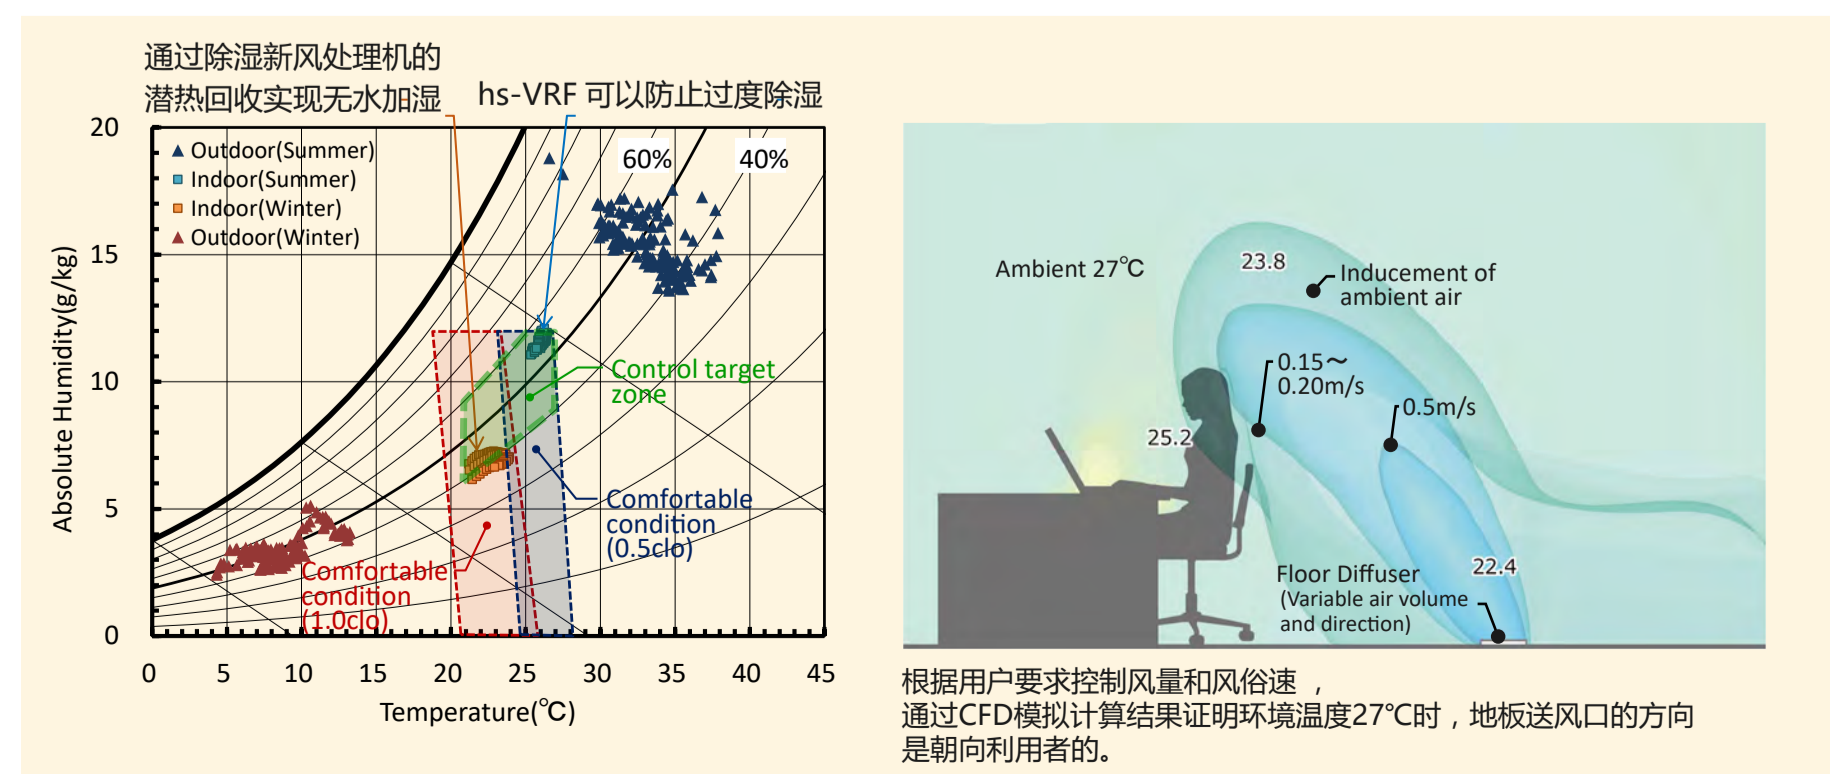 通过除湿新风处理机的
潜热回收实现无水加湿
hs-VRF 可以防止过度除湿
20
15
10
5
0
Absolute Humidity(g/kg)
Outdoor(Summer)
Indoor(Summer)
Indoor(Winter)
Outdoor(Winter)
60%
40%
Control target
zone
Comfortable
condition
(0.5clo)
Comfortable
condition
(1.0clo)
0
5
10
15
20
25
30
35
40
45
Temperature(℃)
Ambient 27℃
23.8
Inducement of
ambient air
0.15～
0.20m/s
0.5m/s
25.2
22.4
Floor Diffuser
(Variable air volume
and direction)
根据用户要求控制风量和风俗速 ，
通过CFD模拟计算结果证明环境温度27℃时，地板送风口的方向
是朝向利用者的。